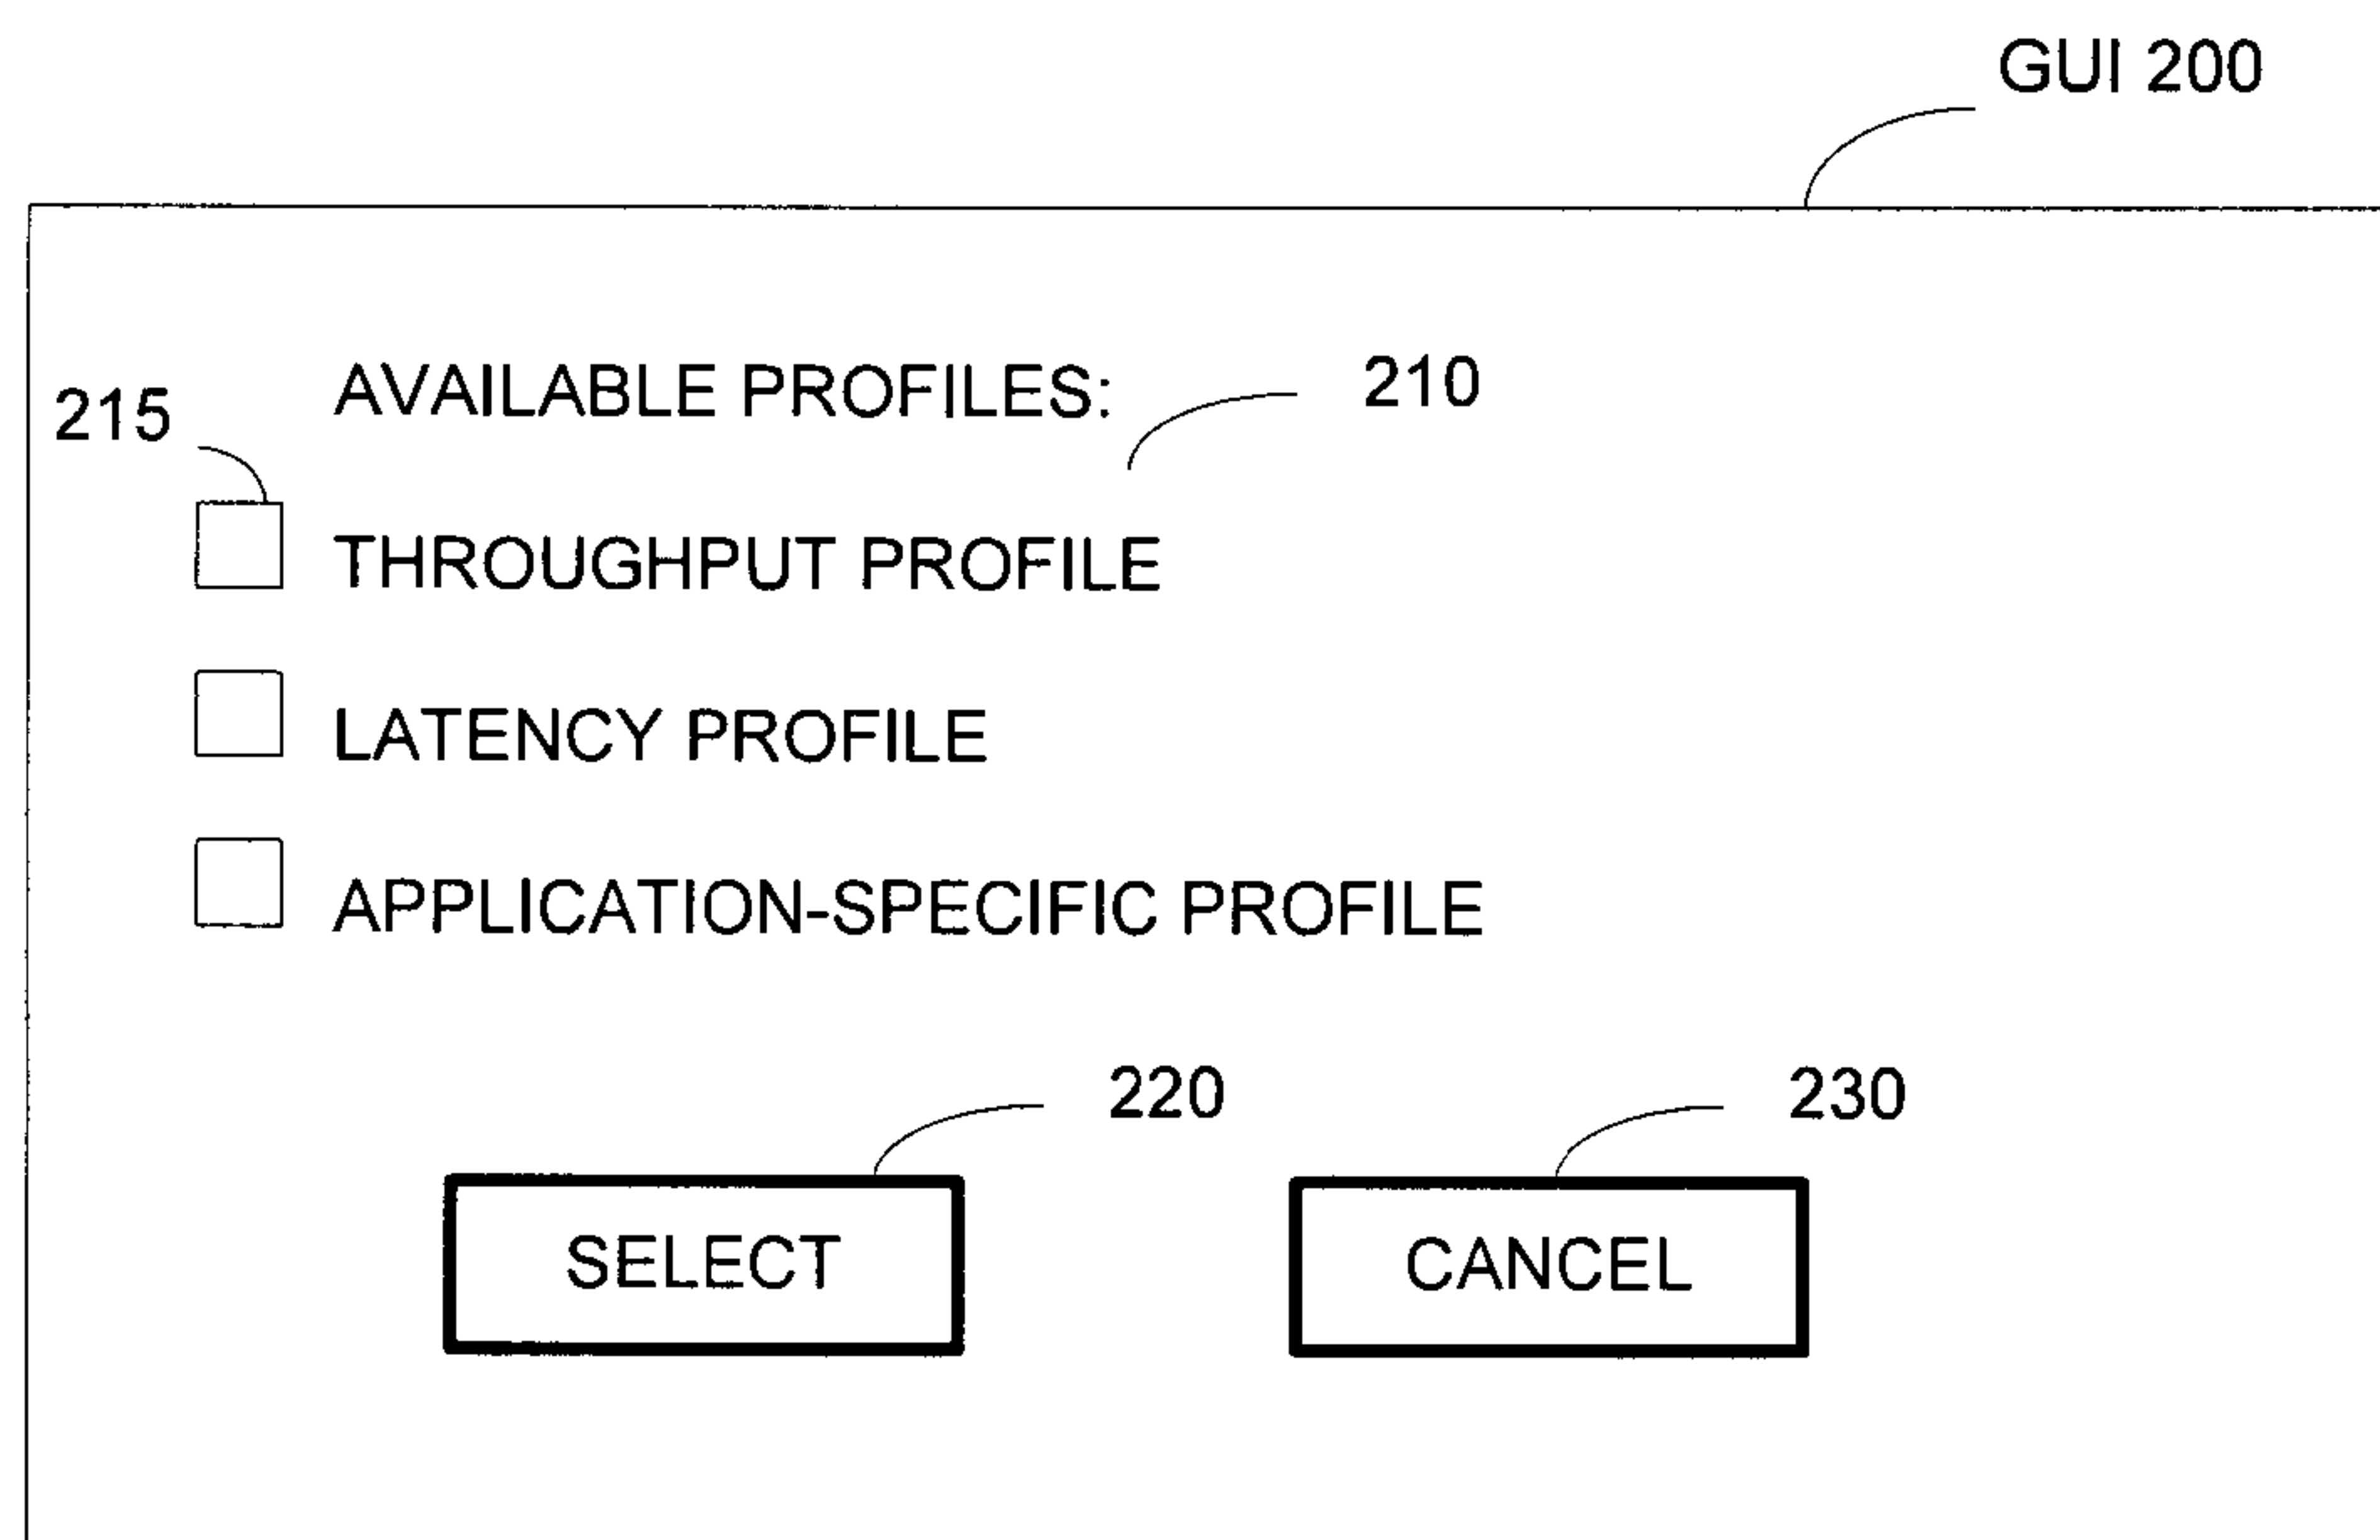 GUI 200
AVAILABLE PROFILES:
210
215
THROUGHPUT PROFILE
LATENCY PROFILE
APPLICATION-SPECIFIC PROFILE
220
230
SELECT
CANCEL